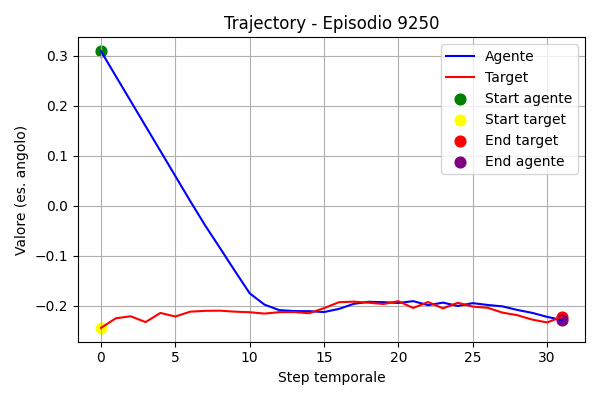 Trajectory - Episodio 9250
Agente
Target
Start agente
Start target
End target
End agente
Valore (es. angolo)
0.3
0.2
0.1
0.0
−0.1
−0.2
0
5
10
15
20
25
30
Step temporale